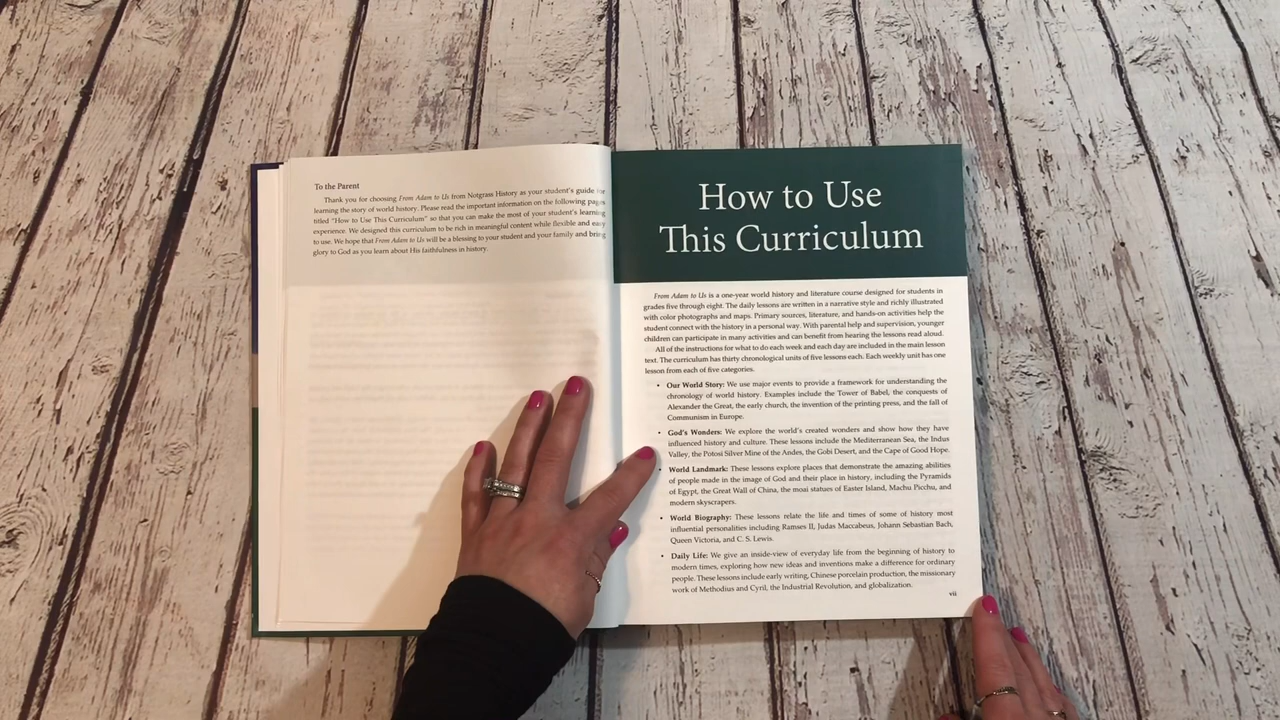 To the Parent
Thank you for choosing From Adam to Us from Notgrass History as your student's guide for
learning the story of world history. Please read the important information on the following pages
titled "How to Use This Curriculum" so that you can make the most of your student's learning
experience. We designed this curriculum to be rich in meaningful content while flexible and easy
to use. We hope that From Adam to Us will be a blessing to your student and your family and bring
glory to God as you learn about His faithfulness in history.
How to Use
This Curriculum
From Adam to Us is a one-year world history and literature course designed for students in
grades five through eight. The daily lessons are written in a narrative style and richly illustrated
with color photographs and maps. Primary sources, literature, and hands-on activities help the
student connect with the history in a personal way. With parental help and supervision, younger
children can participate in many activities and can benefit from hearing the lessons read aloud.
All of the instructions for what to do each week and each day are included in the main lesson
text. The curriculum has thirty chronological units of five lessons each. Each weekly unit has one
lesson from each of five categories.
• Our World Story: We use major events to provide a framework for understanding the
chronology of world history. Examples include the Tower of Babel, the conquests of
Alexander the Great, the early church, the invention of the printing press, and the fall of
Communism in Europe.
• God's Wonders: We explore the world's created wonders and show how they have
influenced history and culture. These lessons include the Mediterranean Sea, the Indus
Valley, the Potosi Silver Mine of the Andes, the Gobi Desert, and the Cape of Good Hope.
• World Landmark: These lessons explore places that demonstrate the amazing abilities
of people made in the image of God and their place in history, including the Pyramids
of Egypt, the Great Wall of China, the moai statues of Easter Island, Machu Picchu, and
modern skyscrapers.
• World Biography: These lessons relate the life and times of some of history most
influential personalities including Ramses II, Judas Maccabeus, Johann Sebastian Bach,
Queen Victoria, and C. S. Lewis.
• Daily Life: We give an inside-view of everyday life from the beginning of history to
modern times, exploring how new ideas and inventions make a difference for ordinary
people. These lessons include early writing, Chinese porcelain production, the missionary
work of Methodius and Cyril, the Industrial Revolution, and globalization.
vii